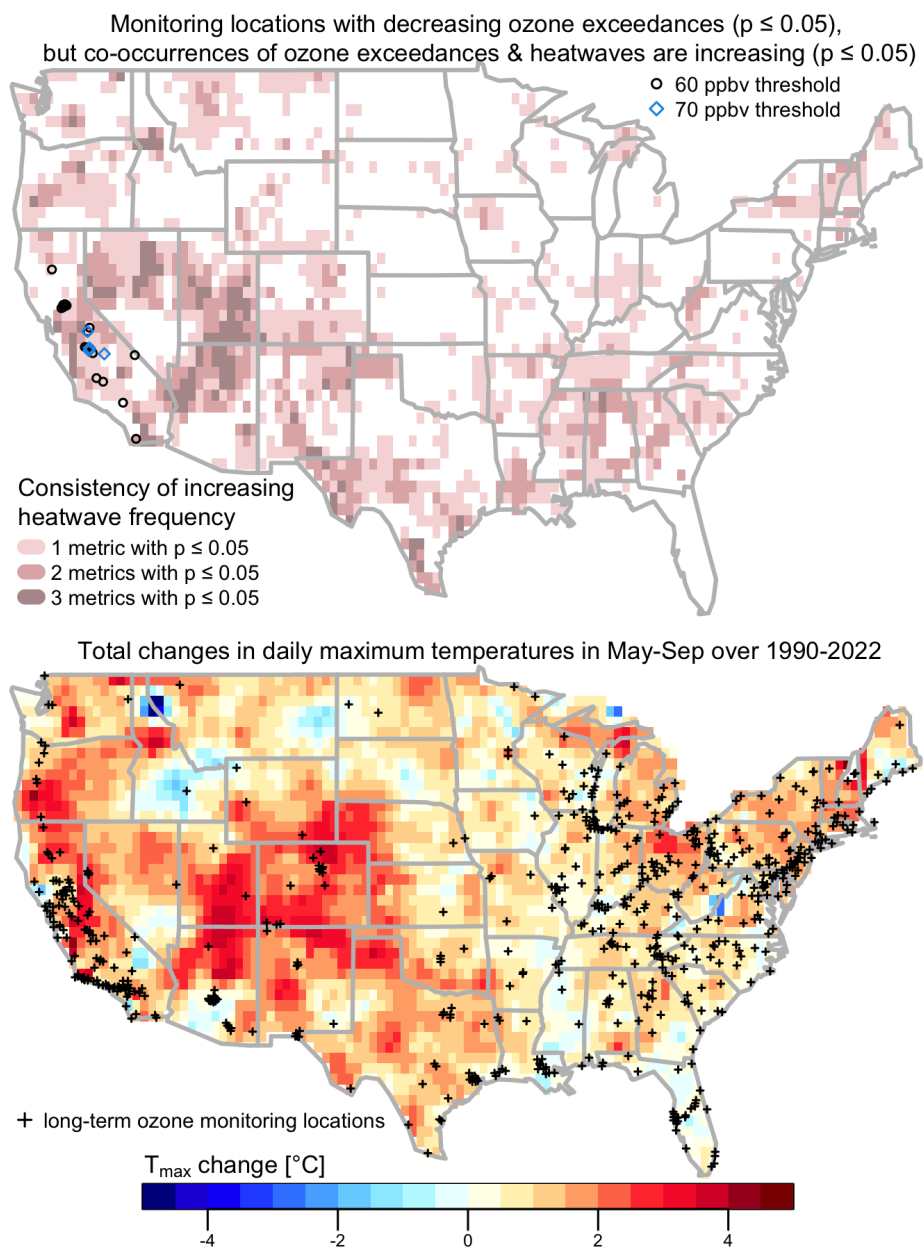 Monitoring locations with decreasing ozone exceedances (p ≤ 0.05),
but co-occurrences of ozone exceedances & heatwaves are increasing (p ≤ 0.05)
60 ppbv threshold
70 ppbv threshold
Consistency of increasing
heatwave frequency
1 metric with p ≤ 0.05
2 metrics with p ≤ 0.05
3 metrics with p ≤ 0.05
Total changes in daily maximum temperatures in May-Sep over 1990-2022
+ long-term ozone monitoring locations
Tmax change [°C]
-4 -2 0 2 4